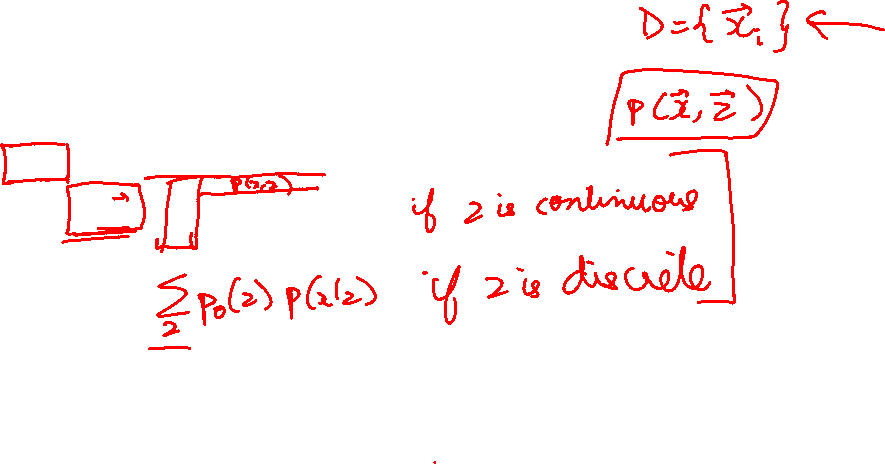 D = {x⃗ᵢ} ←
p(x⃗, z⃗)
p(x,z) if z is continuous
∑_z p_θ(z) p(x|z) if z is discrete